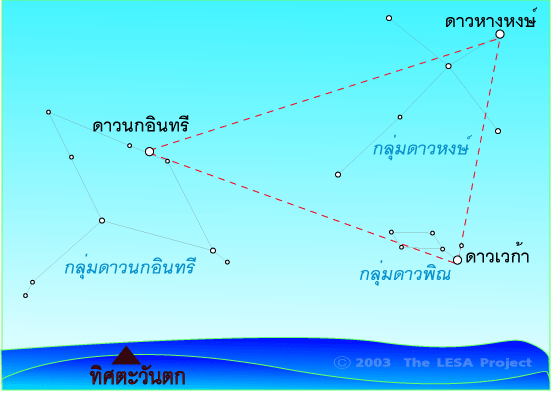 ดาวหางหงษ์
ดาวนกอินทรี
กลุ่มดาวหงษ์
ดาวเวก้า
กลุ่มดาวนกอินทรี
กลุ่มดาวพิณ
© 2003 The LESA Project
ทิศตะวันตก